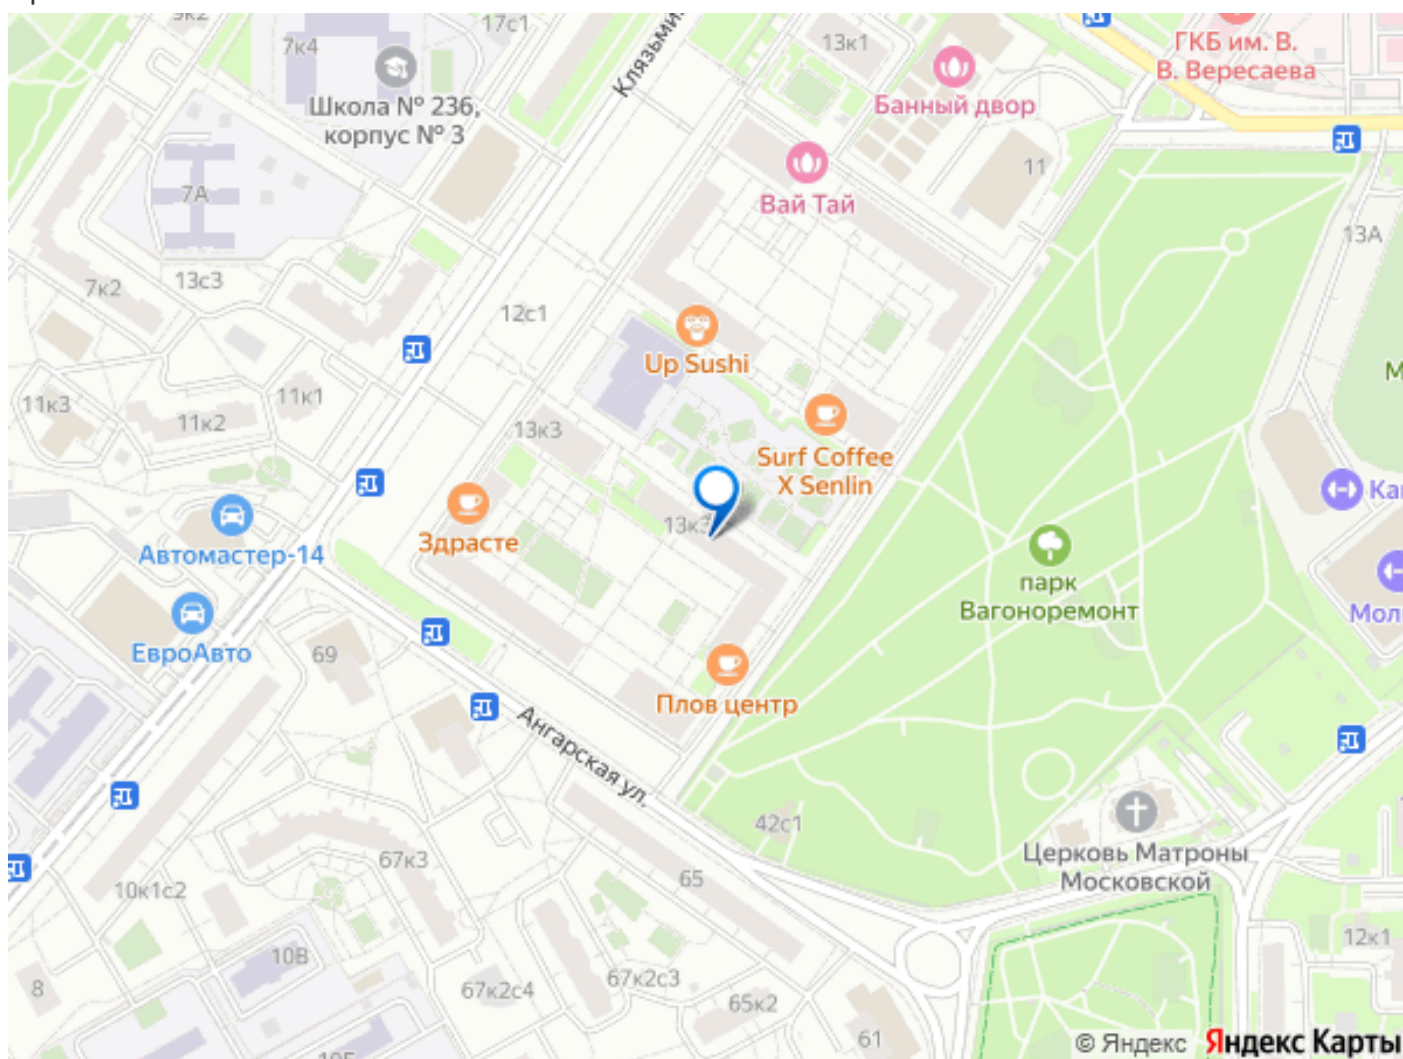 17с1
7к4
Школа № 236,
корпус № 3
13к1
ГКБ им. В.
В. Вересаева
Банный двор
11
7А
Вай Тай
13А
13с3
7к2
12с1
Up Sushi
11к1
11к3
11к2
13к3
Surf Coffee
X Senlin
Здрасте
Автомастер-14
парк
Вагоноремонт
ЕвроАвто
69
Плов центр
Ангарская ул.
42с1
67к3
65
Церковь Матроны
Московской
10к1с2
12к1
10В
8
67к2с4
67к2с3
65к2
61
© Яндекс Яндекс Карты